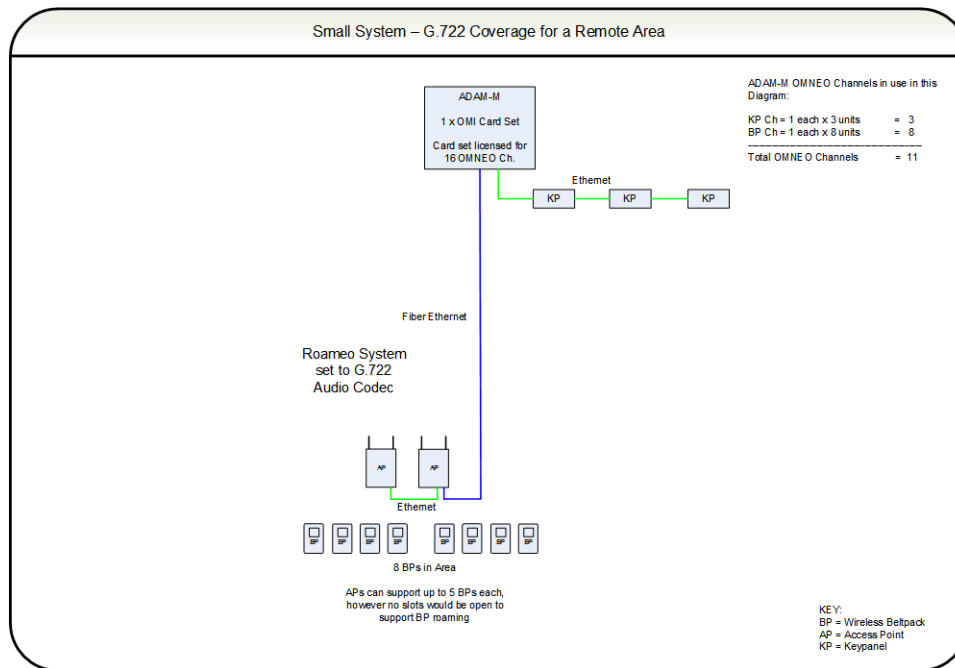 Small System – G.722 Coverage for a Remote Area
ADAM-M
1 x OMI Card Set
Card set licensed for
16 OMNEO Ch.
ADAM-M OMNEO Channels in use in this
Diagram:
KP Ch = 1 each x 3 units = 3
BP Ch = 1 each x 8 units = 8
------------------------------
Total OMNEO Channels = 11
Ethernet
KP KP KP
Fiber Ethernet
Roameo System
set to G.722
Audio Codec
AP AP
Ethernet
BP BP BP BP BP BP BP BP
8 BPs in Area
APs can support up to 5 BPs each,
however no slots would be open to
support BP roaming
KEY:
BP = Wireless Beltpack
AP = Access Point
KP = Keypanel